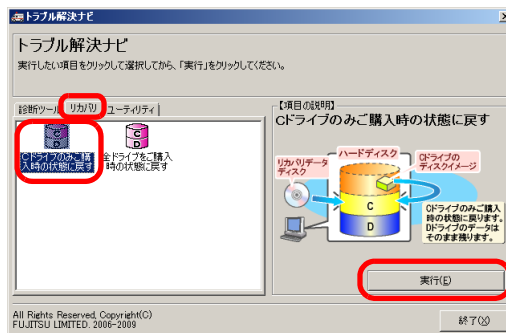 トラブル解決ナビ
トラブル解決ナビ
実行したい項目をクリックして選択してから、「実行」をクリックしてください。
診断ツール リカバリ ユーティリティ
Cドライブのみご購
入時の状態に戻す
全ドライブをご購入
時の状態に戻す
【項目の説明】
Cドライブのみご購入時の状態に戻す
リカバリデータ
ディスク
ハードディスク
Cドライブの
ディスクイメージ
C
D
Cドライブのみご購入
時の状態に戻ります。
Dドライブのデータは
そのまま残ります。
実行(E)
All Rights Reserved, Copyright(C)
FUJITSU LIMITED. 2006-2009
終了(X)